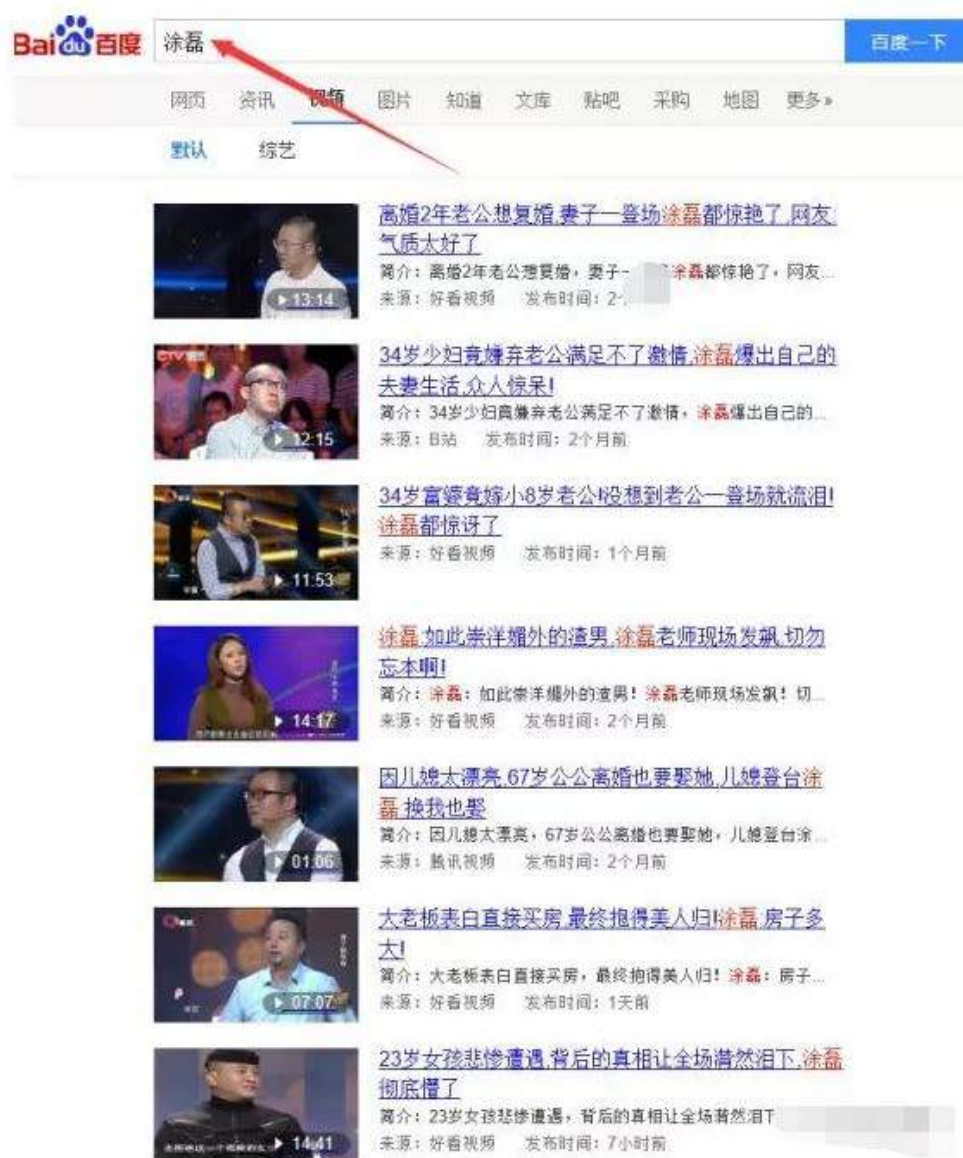 Bai du 百度
涂磊
百度一下
网页 资讯 视频 图片 知道 文库 贴吧 采购 地图 更多»
默认 综艺
离婚2年老公想复婚,妻子一登场涂磊都惊艳了,网友:
气质太好了
简介：离婚2年老公想复婚，妻子一 涂磊都惊艳了，网友...
来源：好看视频 发布时间：2个
13:14
34岁少妇竟嫌弃老公满足不了激情,涂磊爆出自己的
夫妻生活,众人惊呆!
简介：34岁少妇竟嫌弃老公满足不了激情，涂磊爆出自己的...
来源：B站 发布时间：2个月前
12:15
34岁富婆竟嫁小8岁老公!没想到老公一登场就流泪!
涂磊都惊讶了
来源：好看视频 发布时间：1个月前
11:53
涂磊:如此崇洋媚外的渣男,涂磊老师现场发飙,切勿
忘本啊!
简介：涂磊：如此崇洋媚外的渣男！涂磊老师现场发飙！切...
来源：好看视频 发布时间：2个月前
14:17
因儿媳太漂亮,67岁公公离婚也要娶她,儿媳登台涂
磊:换我也娶
简介：因儿媳太漂亮，67岁公公离婚也要娶她，儿媳登台涂...
来源：腾讯视频 发布时间：2个月前
01:06
大老板表白直接买房,最终抱得美人归!涂磊:房子多
大!
简介：大老板表白直接买房，最终抱得美人归！涂磊：房子...
来源：好看视频 发布时间：1天前
07:07
23岁女孩悲惨遭遇,背后的真相让全场潸然泪下,涂磊
彻底懵了
简介：23岁女孩悲惨遭遇，背后的真相让全场潸然泪下
来源：好看视频 发布时间：7小时前
14:41